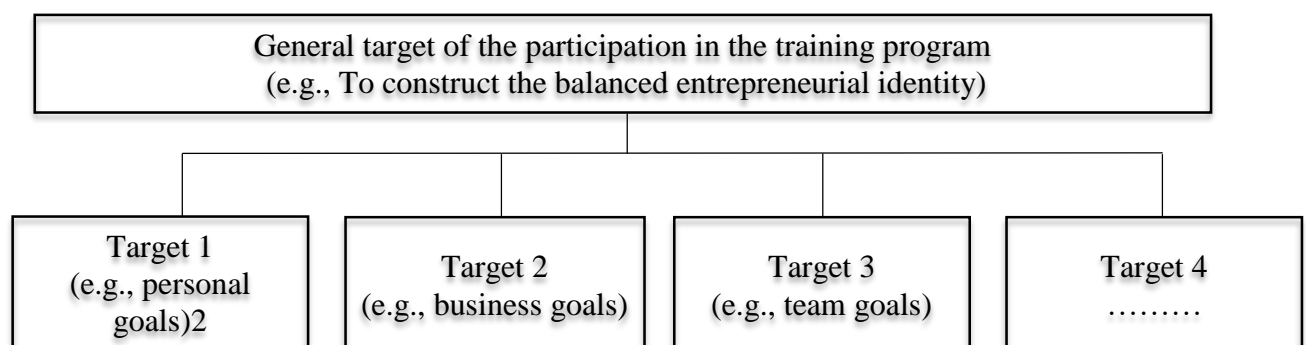 General target of the participation in the training program
(e.g., To construct the balanced entrepreneurial identity)
Target 1
(e.g., personal
goals)2
Target 2
(e.g., business goals)
Target 3
(e.g., team goals)
Target 4
………